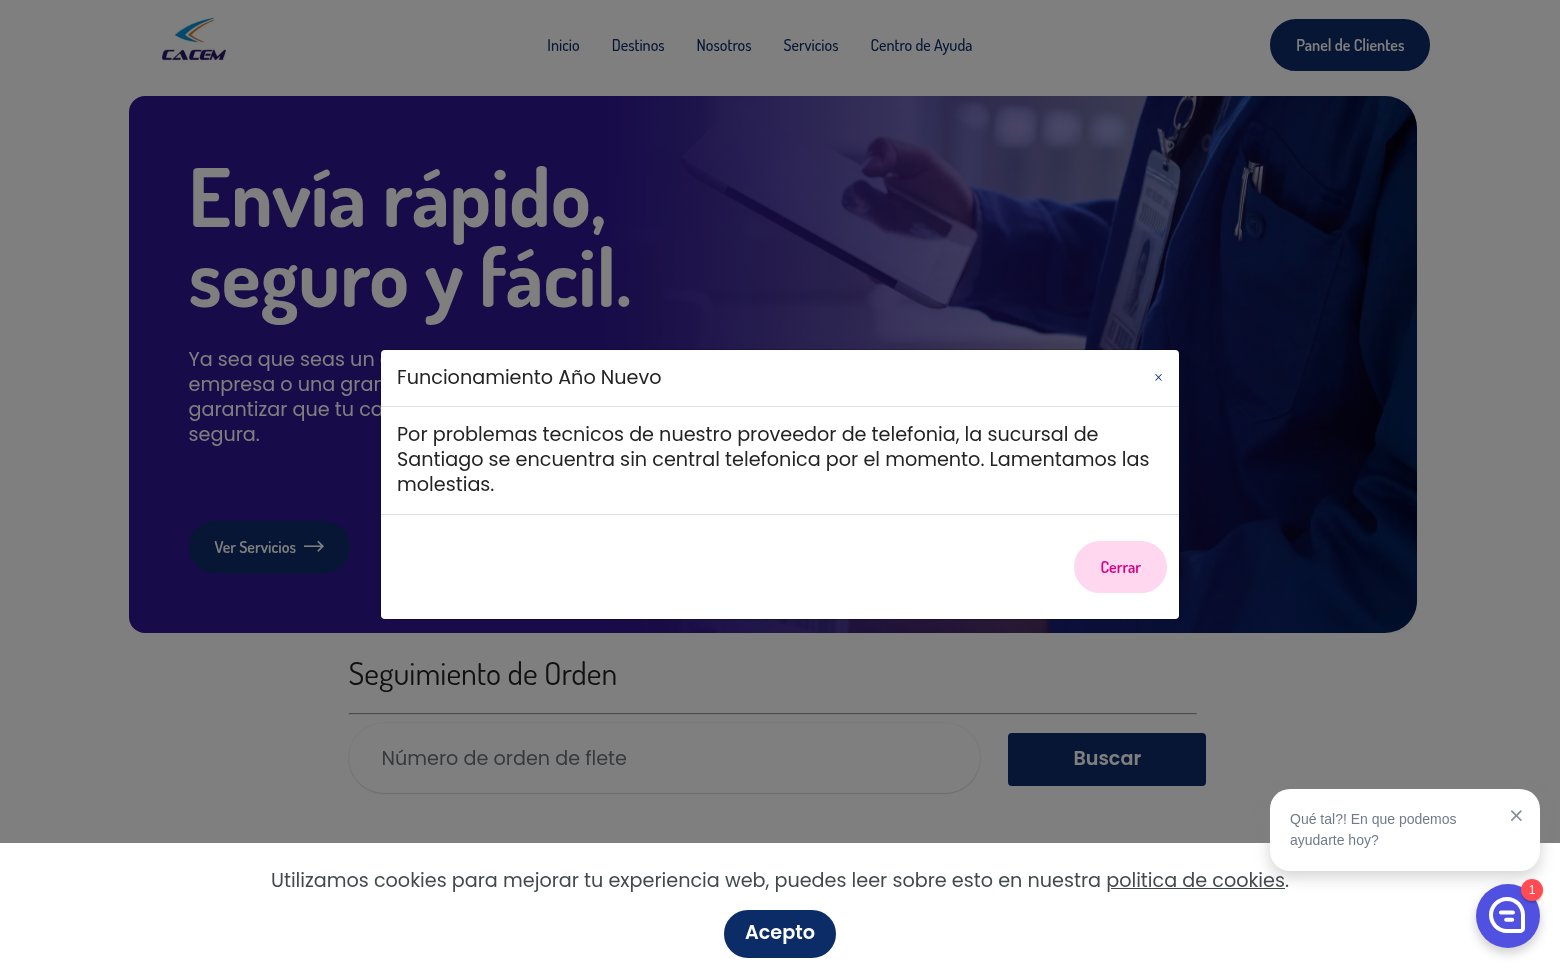 CACEM
Inicio
Destinos
Nosotros
Servicios
Centro de Ayuda
Panel de Clientes
Envía rápido,
seguro y fácil.
Ya sea que seas un
empresa o una gran
garantizar que tu
segura.
Ver Servicios
Funcionamiento Año Nuevo
×
Por problemas tecnicos de nuestro proveedor de telefonia, la sucursal de
Santiago se encuentra sin central telefonica por el momento. Lamentamos las
molestias.
Cerrar
Seguimiento de Orden
Número de orden de flete
Buscar
Qué tal?! En que podemos
ayudarte hoy?
1
Utilizamos cookies para mejorar tu experiencia web, puedes leer sobre esto en nuestra politica de cookies.
Acepto